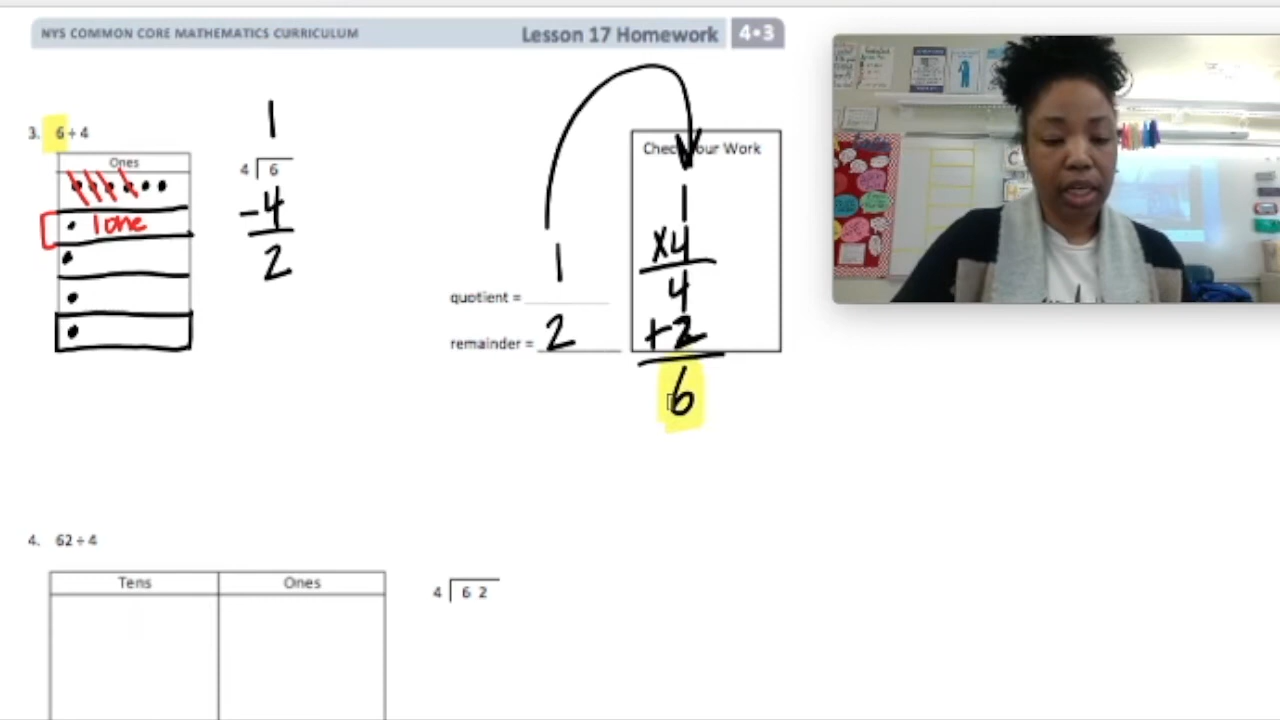 NYS COMMON CORE MATHEMATICS CURRICULUM Lesson 17 Homework 4•3
3. 6 ÷ 4
Ones
1 one
1
4 6
-4
2
1
quotient =
2
remainder =
Check Your Work
1
x4
4
+2
6
4. 62 ÷ 4
Tens Ones
4 6 2